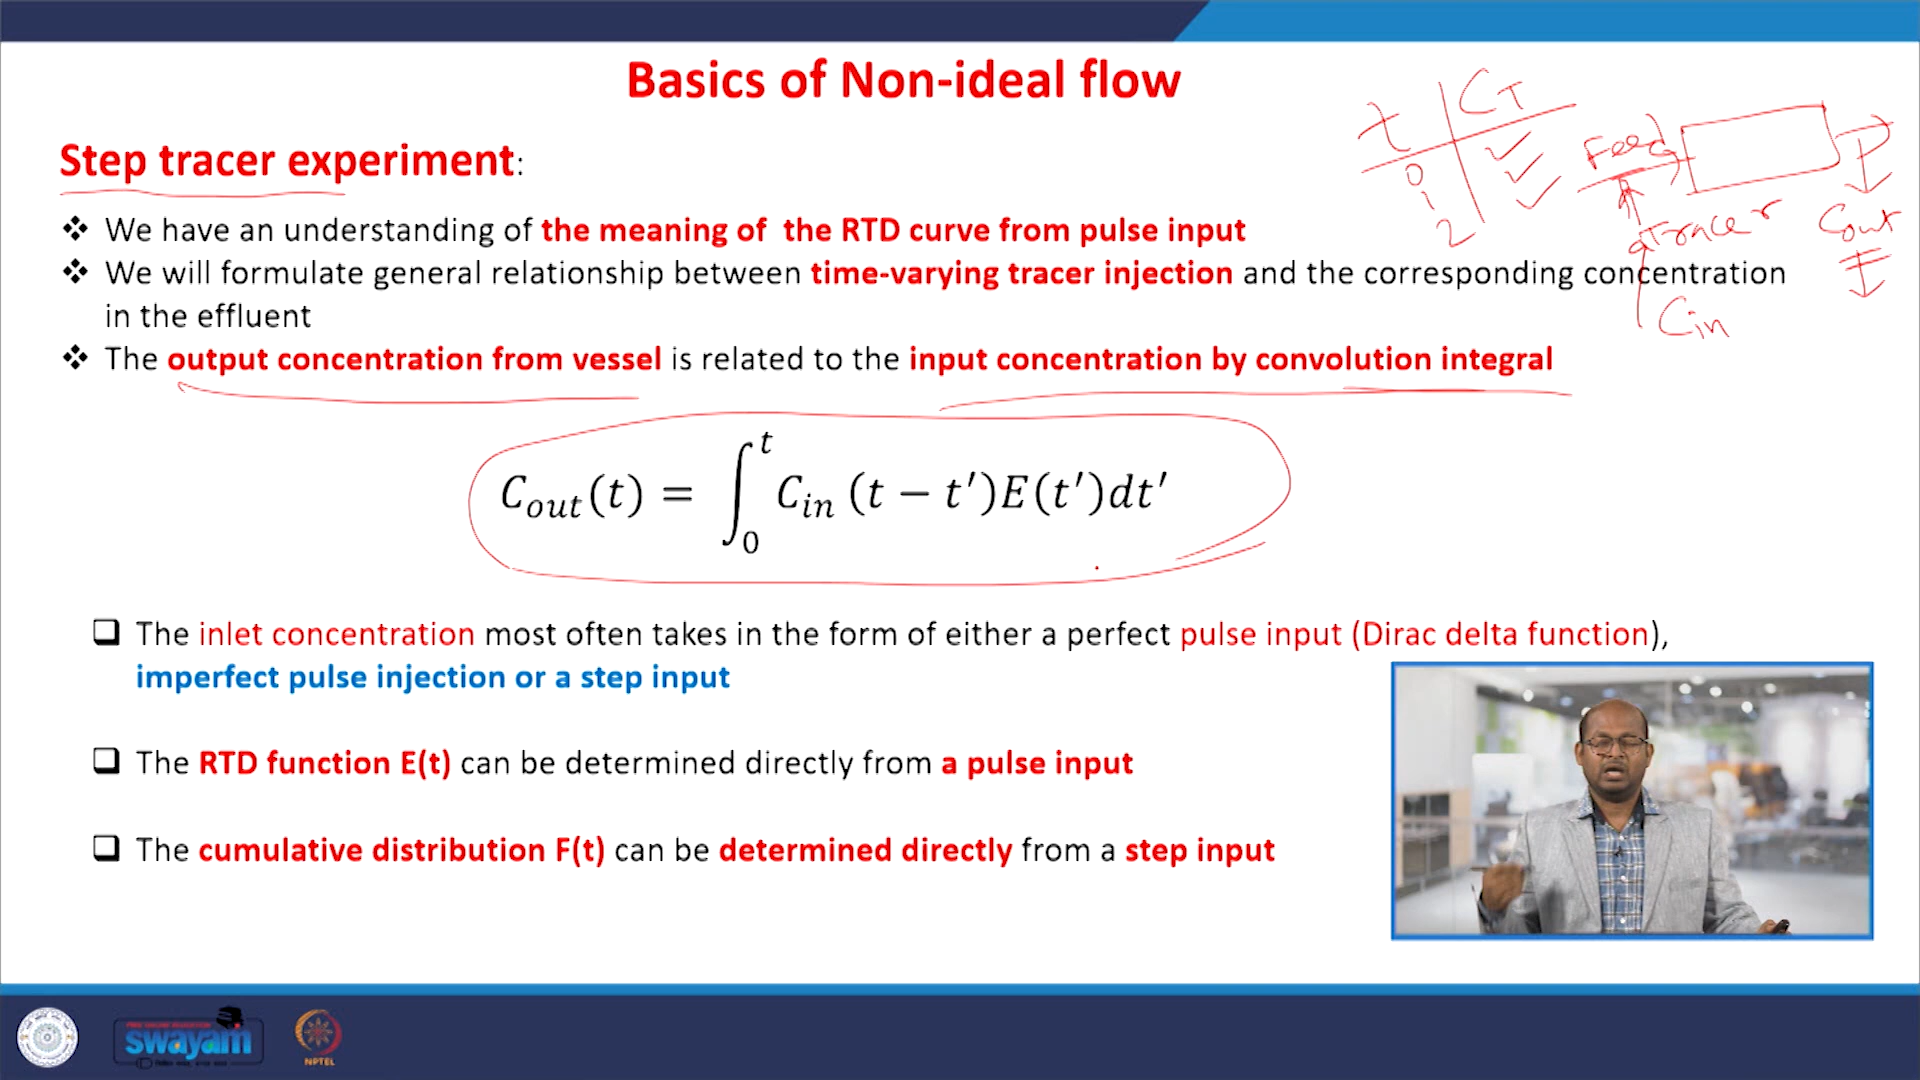 Basics of Non-ideal flow
t CT
0
1
2
Feed
P
Tracer
Cout
Cin
Step tracer experiment:
❖ We have an understanding of the meaning of the RTD curve from pulse input
❖ We will formulate general relationship between time-varying tracer injection and the corresponding concentration
in the effluent
❖ The output concentration from vessel is related to the input concentration by convolution integral
C_out(t) = ∫_0^t C_in (t − t′)E(t′)dt′
❑ The inlet concentration most often takes in the form of either a perfect pulse input (Dirac delta function),
imperfect pulse injection or a step input
❑ The RTD function E(t) can be determined directly from a pulse input
❑ The cumulative distribution F(t) can be determined directly from a step input
swayam
NPTEL